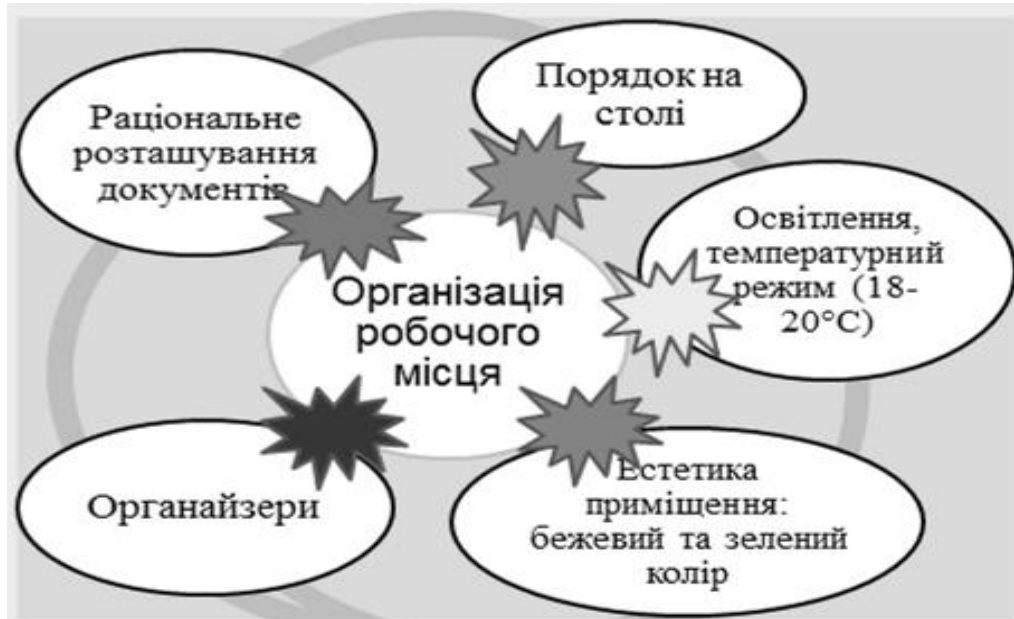 Раціональне
розташування
документів
Порядок на
столі
Освітлення,
температурний
режим (18-
20°C)
Організація
робочого
місця
Органайзери
Естетика
приміщення:
бежевий та зелений
колір